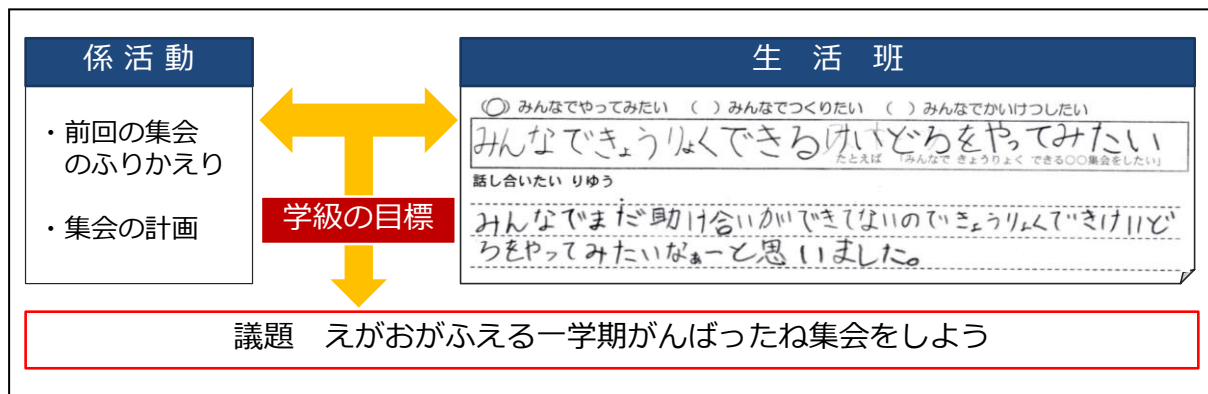 係活動
・前回の集会
のふりかえり
・集会の計画
学級の目標
生活班
(○) みんなでやってみたい ( ) みんなでつくりたい ( ) みんなでかいけつしたい
みんなできょうりょくできるけいどろをやってみたい
たとえば 「みんなで きょうりょく できる○○集会をしたい」
話し合いたい りゆう
みんなでまだ助け合いができてないのできょうりょくできけいど
ろをやってみたいなぁーと思いました。
議題 えがおがふえる一学期がんばったね集会をしよう